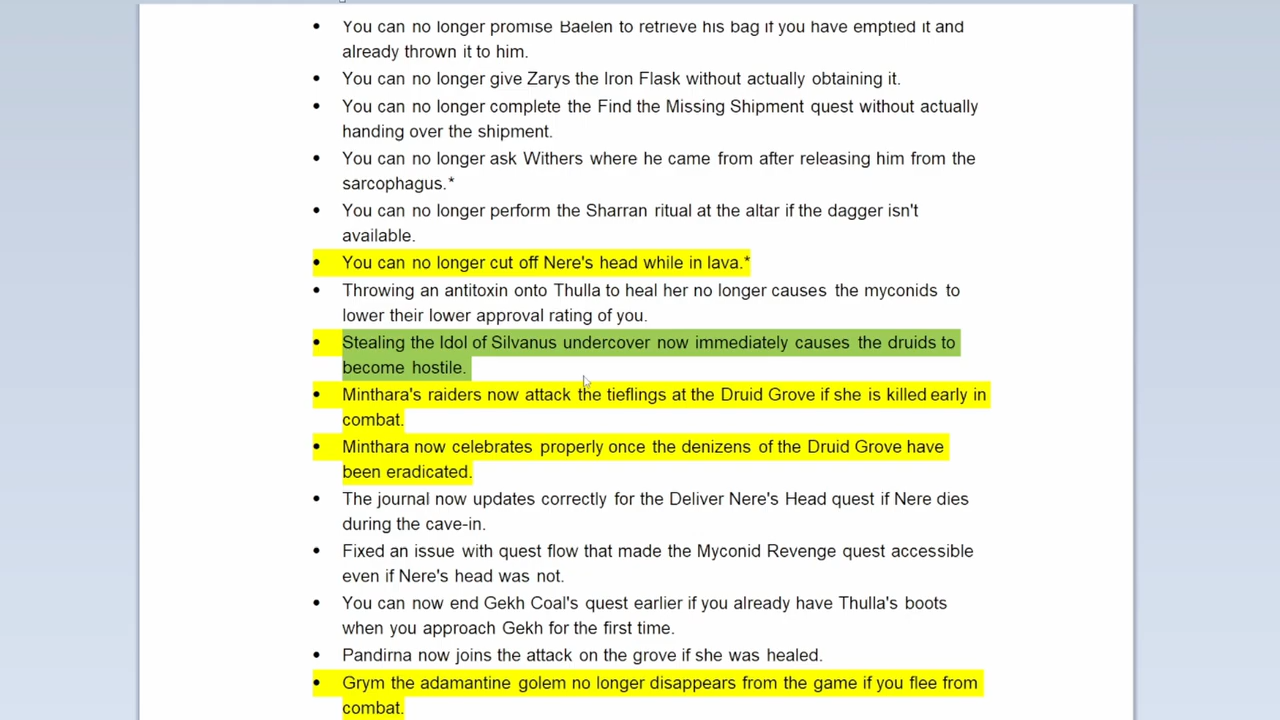 • You can no longer promise Baelen to retrieve his bag if you have emptied it and
already thrown it to him.
• You can no longer give Zarys the Iron Flask without actually obtaining it.
• You can no longer complete the Find the Missing Shipment quest without actually
handing over the shipment.
• You can no longer ask Withers where he came from after releasing him from the
sarcophagus.*
• You can no longer perform the Sharran ritual at the altar if the dagger isn't
available.
• You can no longer cut off Nere's head while in lava.*
• Throwing an antitoxin onto Thulla to heal her no longer causes the myconids to
lower their lower approval rating of you.
• Stealing the Idol of Silvanus undercover now immediately causes the druids to
become hostile.
• Minthara's raiders now attack the tieflings at the Druid Grove if she is killed early in
combat.
• Minthara now celebrates properly once the denizens of the Druid Grove have
been eradicated.
• The journal now updates correctly for the Deliver Nere's Head quest if Nere dies
during the cave-in.
• Fixed an issue with quest flow that made the Myconid Revenge quest accessible
even if Nere's head was not.
• You can now end Gekh Coal's quest earlier if you already have Thulla's boots
when you approach Gekh for the first time.
• Pandirna now joins the attack on the grove if she was healed.
• Grym the adamantine golem no longer disappears from the game if you flee from
combat.